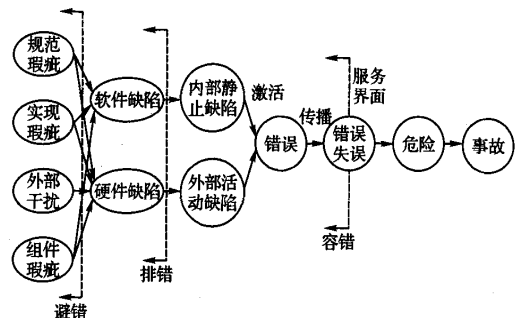 规范
瑕疵
实现
瑕疵
外部
干扰
组件
瑕疵
软件缺陷
硬件缺陷
内部静
止缺陷
外部活
动缺陷
激活
错误
传播
服务
界面
错误
失误
危险
事故
避错
排错
容错